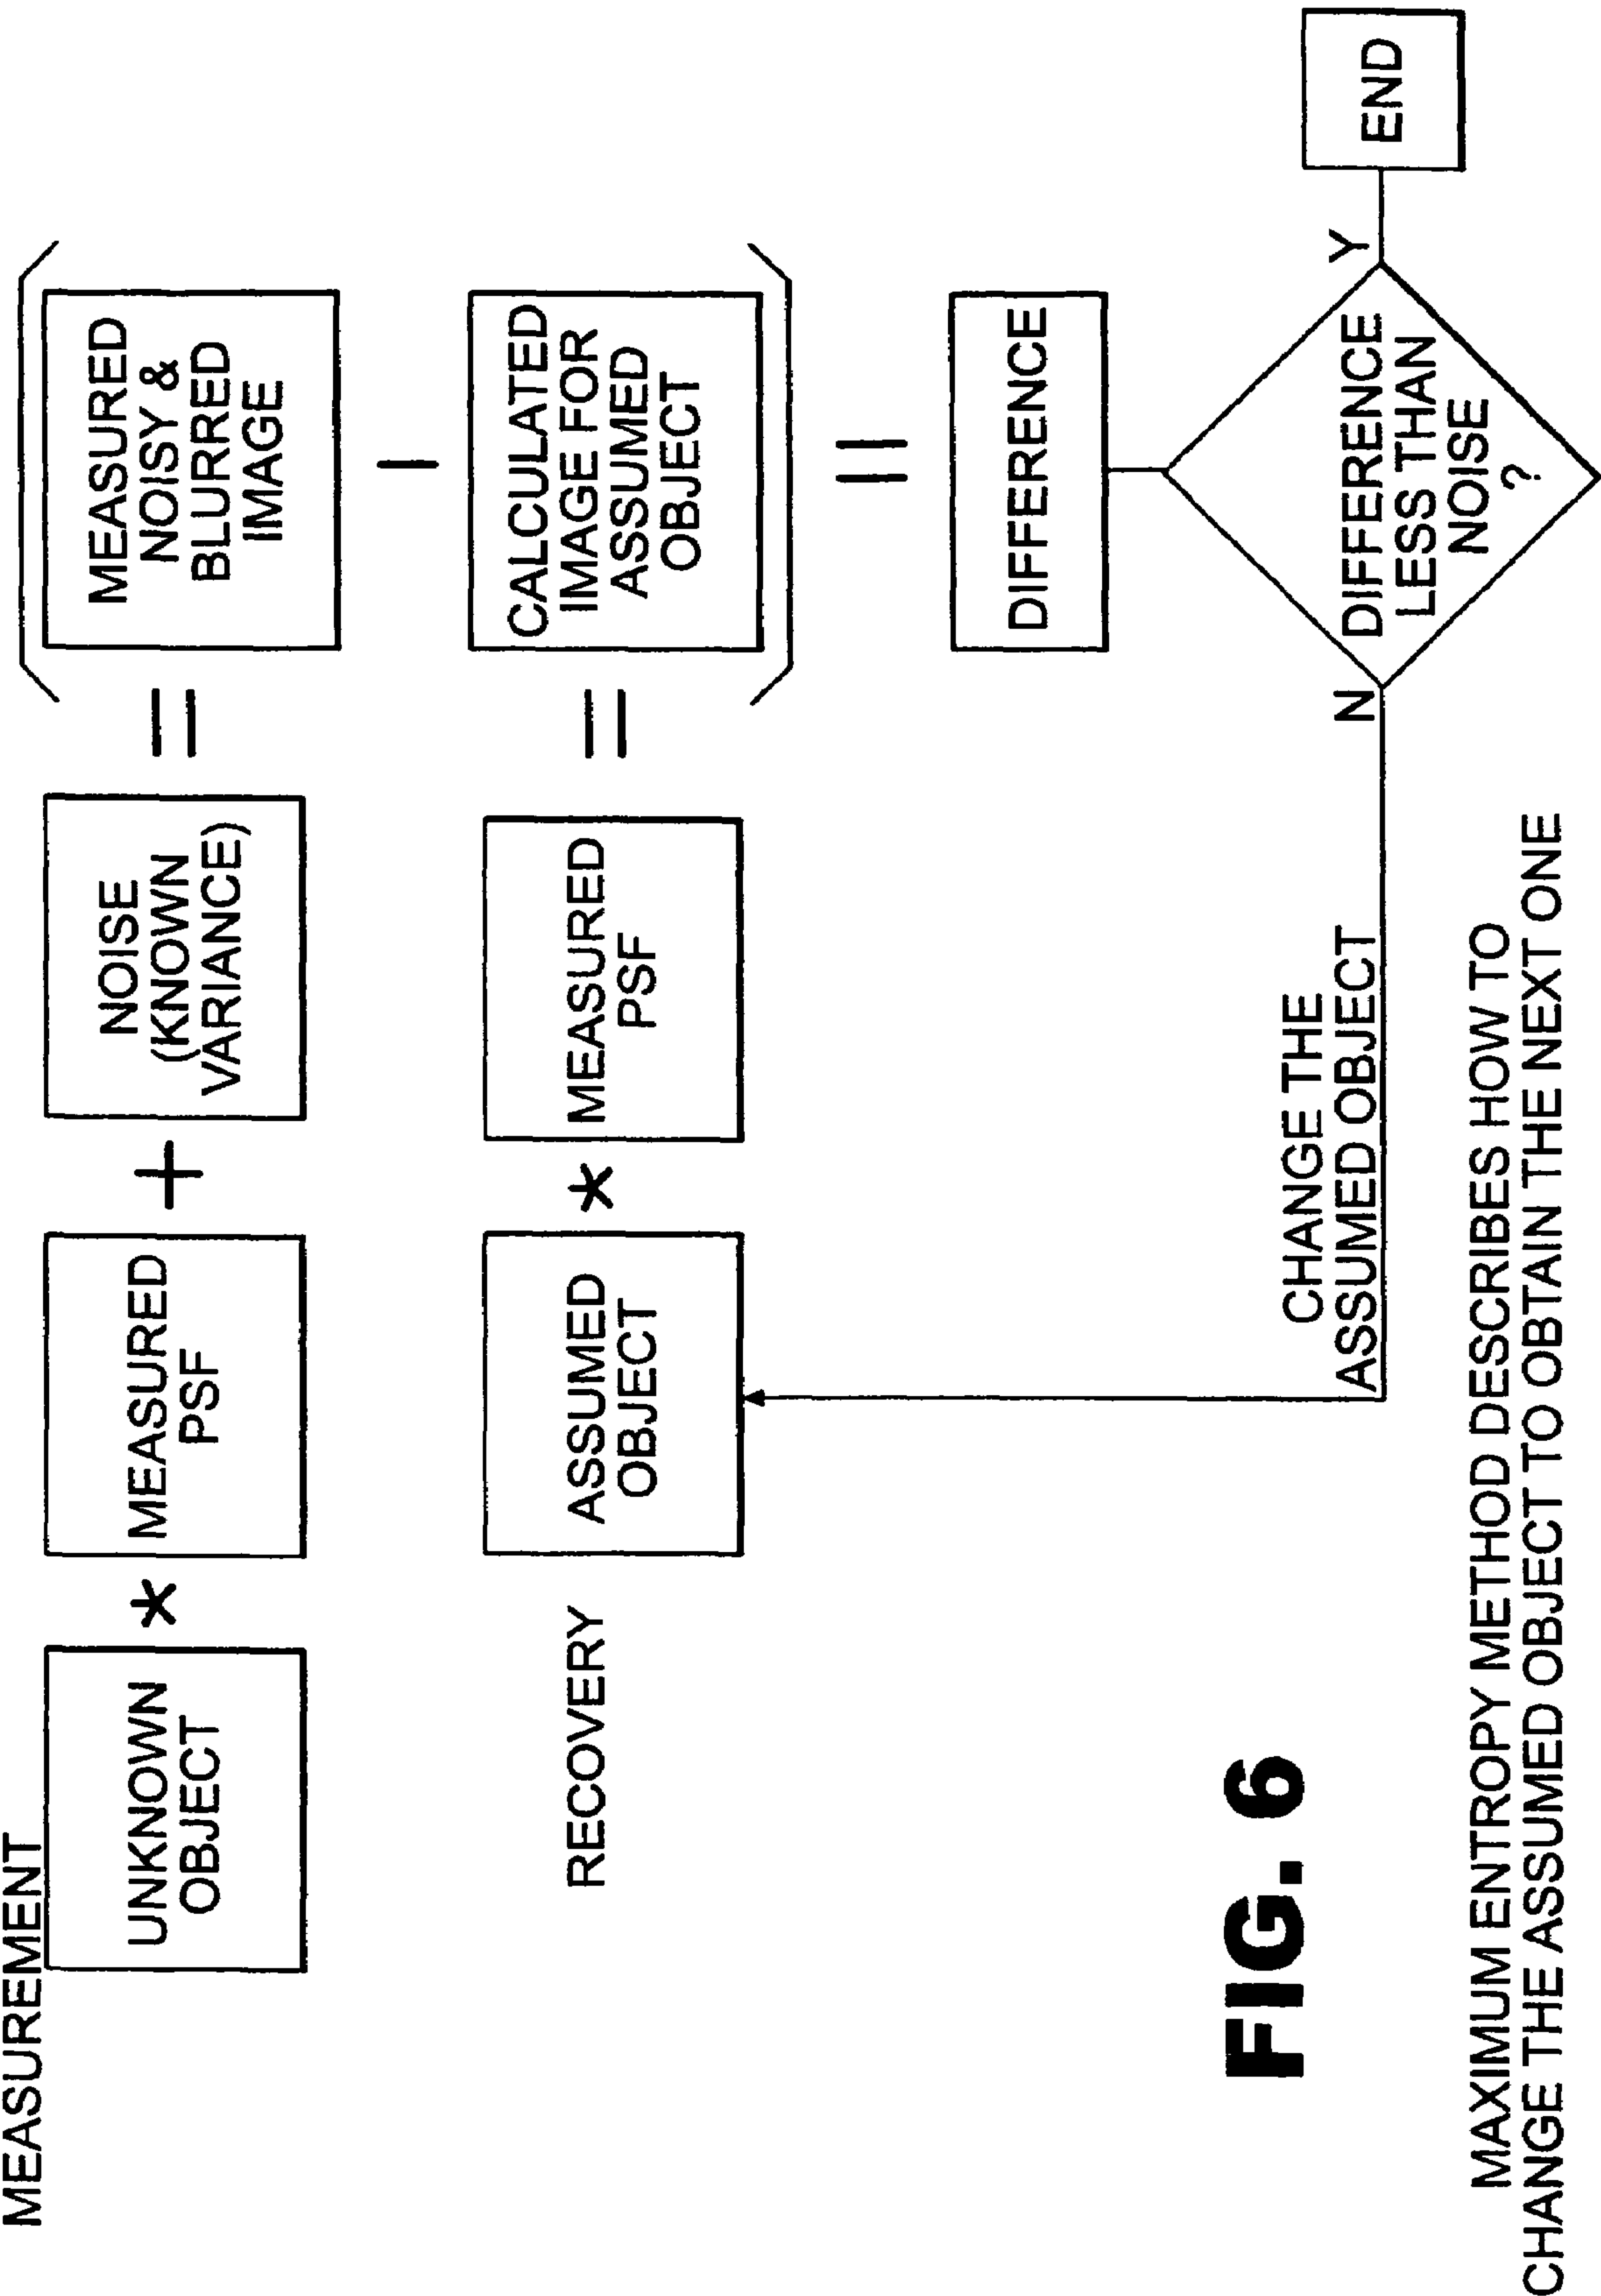 MEASUREMENT
UNKNOWN
OBJECT
*
MEASURED
PSF
+
NOISE
(KNOWN
VARIANCE)
=
MEASURED
NOISY &
BLURRED
IMAGE
−
RECOVERY
ASSUMED
OBJECT
*
MEASURED
PSF
=
CALCULATED
IMAGE FOR
ASSUMED
OBJECT
=
DIFFERENCE
DIFFERENCE
LESS THAN
NOISE
?
Y
END
N
CHANGE THE
ASSUMED OBJECT
FIG. 6
MAXIMUM ENTROPY METHOD DESCRIBES HOW TO
CHANGE THE ASSUMED OBJECT TO OBTAIN THE NEXT ONE